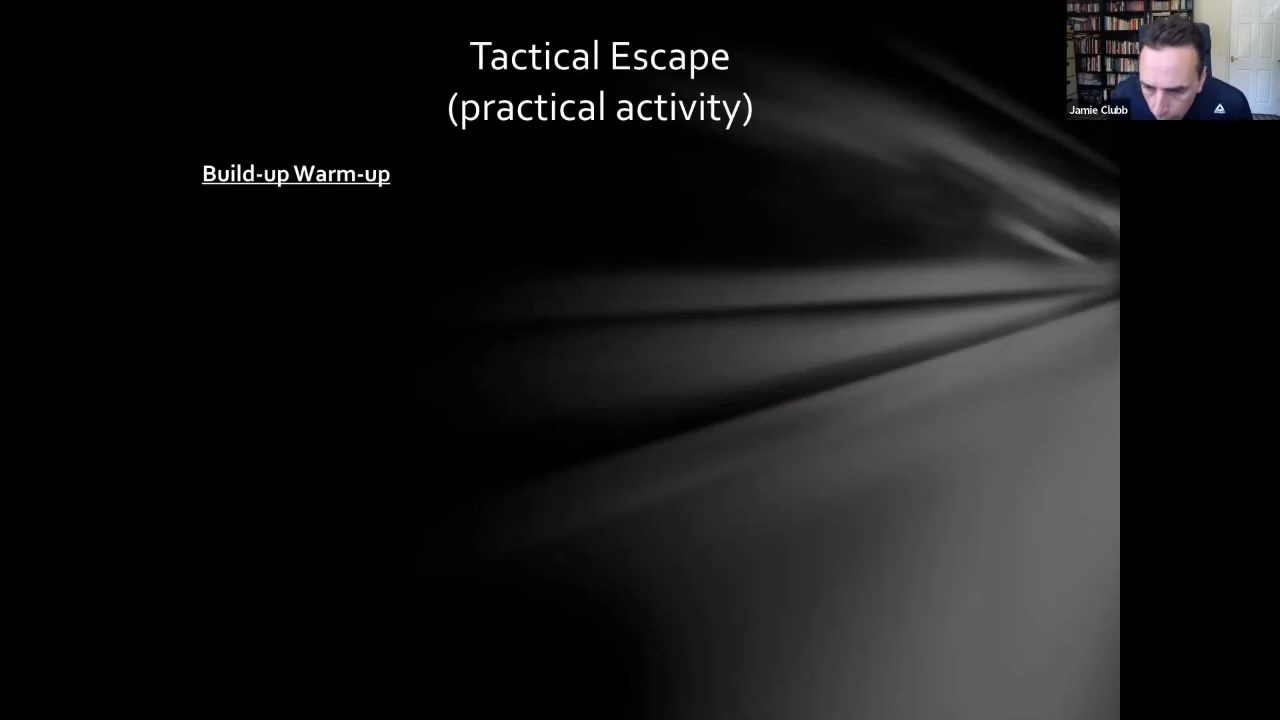 Tactical Escape
(practical activity)
Build-up Warm-up
Jamie Clubb